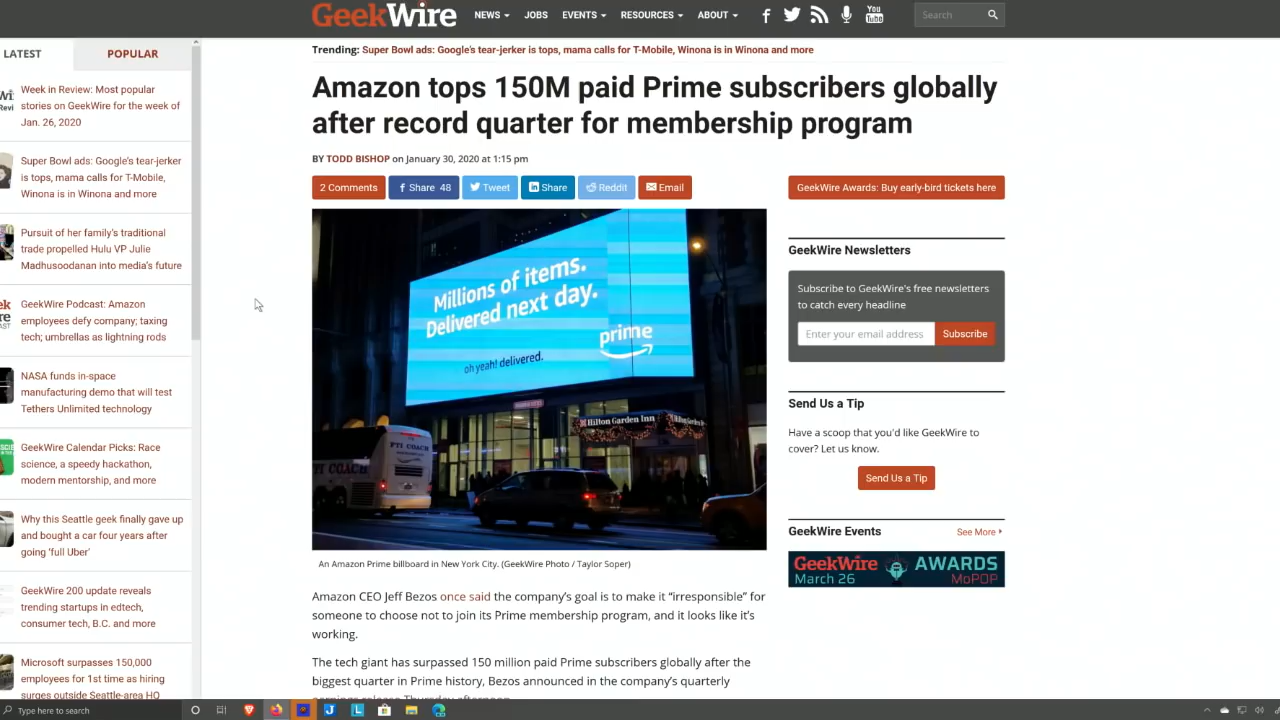 GeekWire
NEWS
JOBS
EVENTS
RESOURCES
ABOUT
You
Tube
Search
LATEST
POPULAR
Week in Review: Most popular
stories on GeekWire for the week of
Jan. 26, 2020
Super Bowl ads: Google's tear-jerker
is tops, mama calls for T-Mobile,
Winona is in Winona and more
Pursuit of her family's traditional
trade propelled Hulu VP Julie
Madhusoodanan into media's future
GeekWire Podcast: Amazon
employees defy company; taxing
tech; umbrellas as lightning rods
NASA funds in-space
manufacturing demo that will test
Tethers Unlimited technology
GeekWire Calendar Picks: Race
science, a speedy hackathon,
modern mentorship, and more
Why this Seattle geek finally gave up
and bought a car four years after
going 'full Uber'
GeekWire 200 update reveals
trending startups in edtech,
consumer tech, B.C. and more
Microsoft surpasses 150,000
employees for 1st time as hiring
surges outside Seattle-area HQ
Trending: Super Bowl ads: Google's tear-jerker is tops, mama calls for T-Mobile, Winona is in Winona and more
Amazon tops 150M paid Prime subscribers globally
after record quarter for membership program
BY TODD BISHOP on January 30, 2020 at 1:15 pm
2 Comments
Share 48
Tweet
Share
Reddit
Email
Millions of items.
Delivered next day.
prime
oh yeah! delivered.
Hilton Garden Inn
PTI COACH
An Amazon Prime billboard in New York City. (GeekWire Photo / Taylor Soper)
Amazon CEO Jeff Bezos once said the company's goal is to make it “irresponsible” for
someone to choose not to join its Prime membership program, and it looks like it's
working.
The tech giant has surpassed 150 million paid Prime subscribers globally after the
biggest quarter in Prime history, Bezos announced in the company's quarterly
earnings release Thursday afternoon.
GeekWire Awards: Buy early-bird tickets here
GeekWire Newsletters
Subscribe to GeekWire's free newsletters
to catch every headline
Enter your email address
Subscribe
Send Us a Tip
Have a scoop that you'd like GeekWire to
cover? Let us know.
Send Us a Tip
GeekWire Events
See More
GeekWire AWARDS
March 26 MoPOP
Type here to search